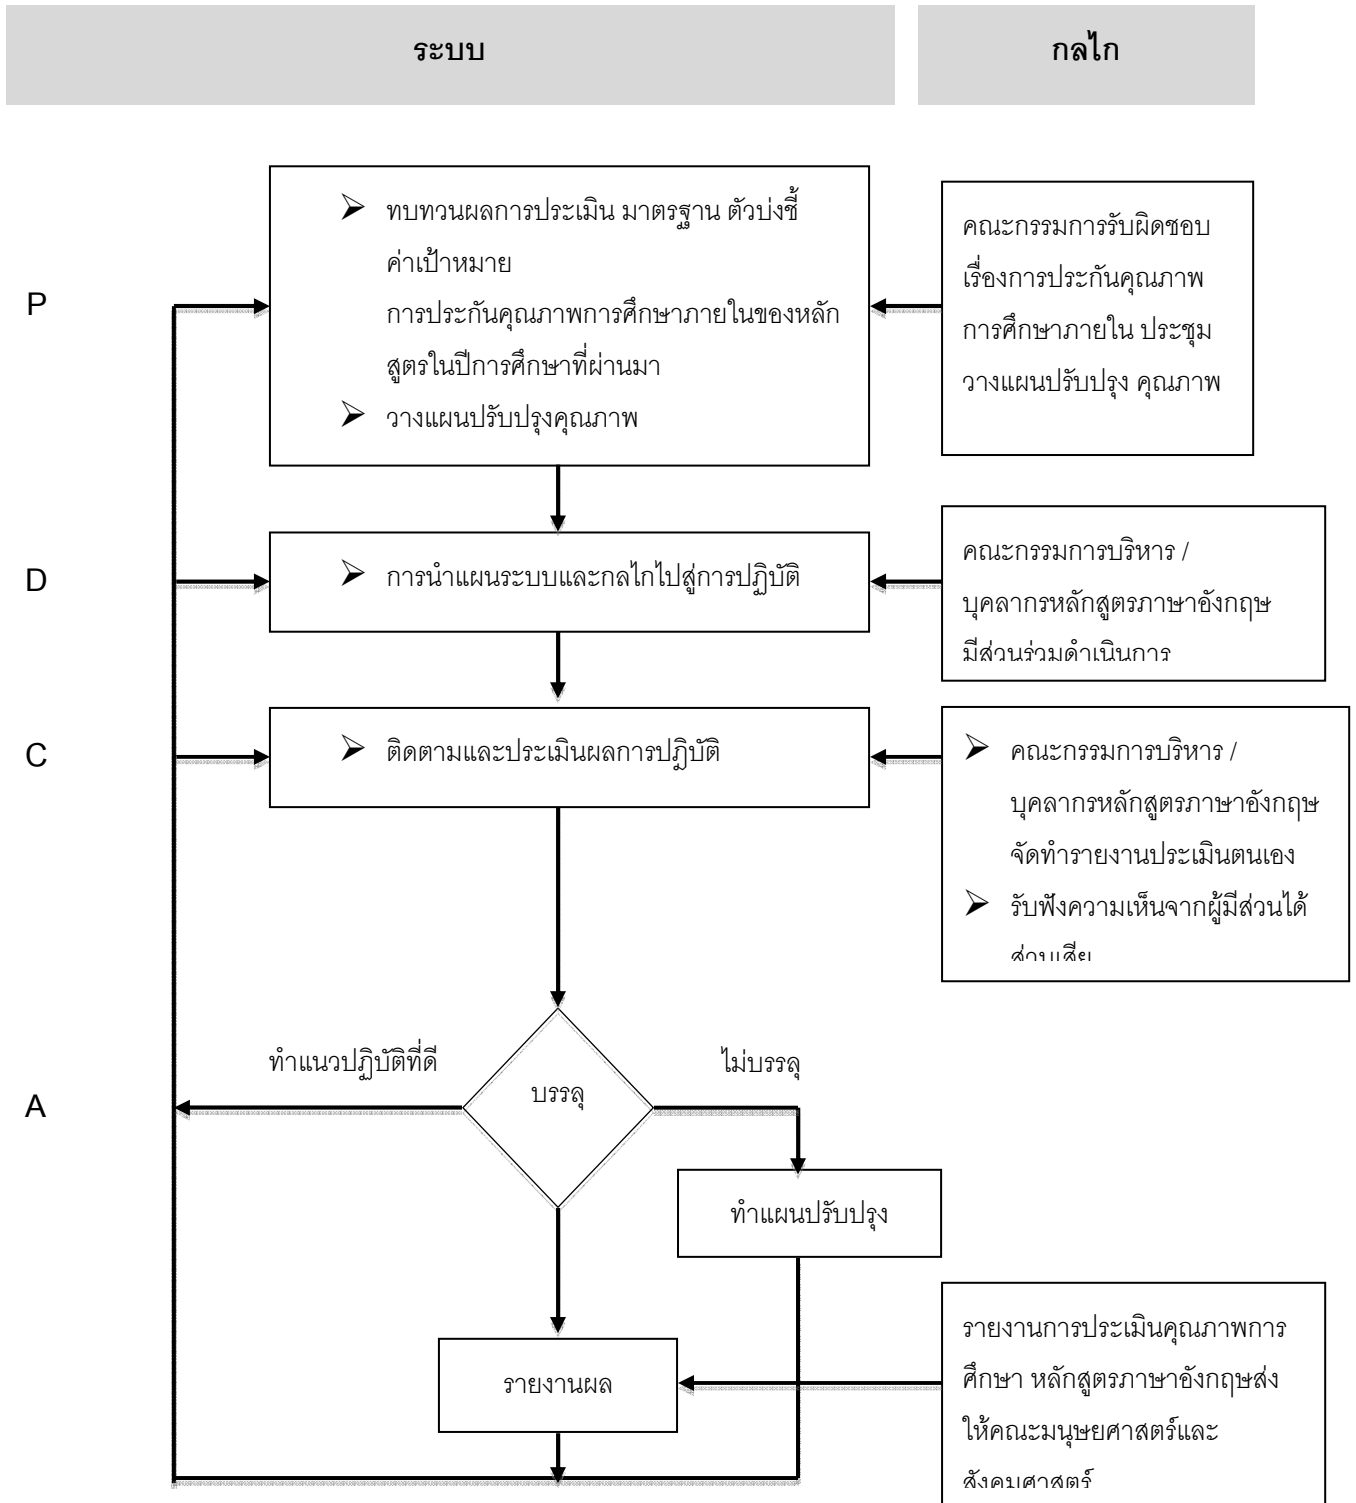 ระบบ
กลไก
P
➢ ทบทวนผลการประเมิน มาตรฐาน ตัวบ่งชี้
ค่าเป้าหมาย
การประกันคุณภาพการศึกษาภายในของหลัก
สูตรในปีการศึกษาที่ผ่านมา
➢ วางแผนปรับปรุงคุณภาพ
คณะกรรมการรับผิดชอบ
เรื่องการประกันคุณภาพ
การศึกษาภายใน ประชุม
วางแผนปรับปรุง คุณภาพ
D
➢ การนำแผนระบบและกลไกไปสู่การปฏิบัติ
คณะกรรมการบริหาร /
บุคลากรหลักสูตรภาษาอังกฤษ
มีส่วนร่วมดำเนินการ
C
➢ ติดตามและประเมินผลการปฏิบัติ
➢ คณะกรรมการบริหาร /
บุคลากรหลักสูตรภาษาอังกฤษ
จัดทำรายงานประเมินตนเอง
➢ รับฟังความเห็นจากผู้มีส่วนได้
ส่วนเสีย
A
ทำแนวปฏิบัติที่ดี
บรรลุ
ไม่บรรลุ
ทำแผนปรับปรุง
รายงานผล
รายงานการประเมินคุณภาพการ
ศึกษา หลักสูตรภาษาอังกฤษส่ง
ให้คณะมนุษยศาสตร์และ
สังคมศาสตร์